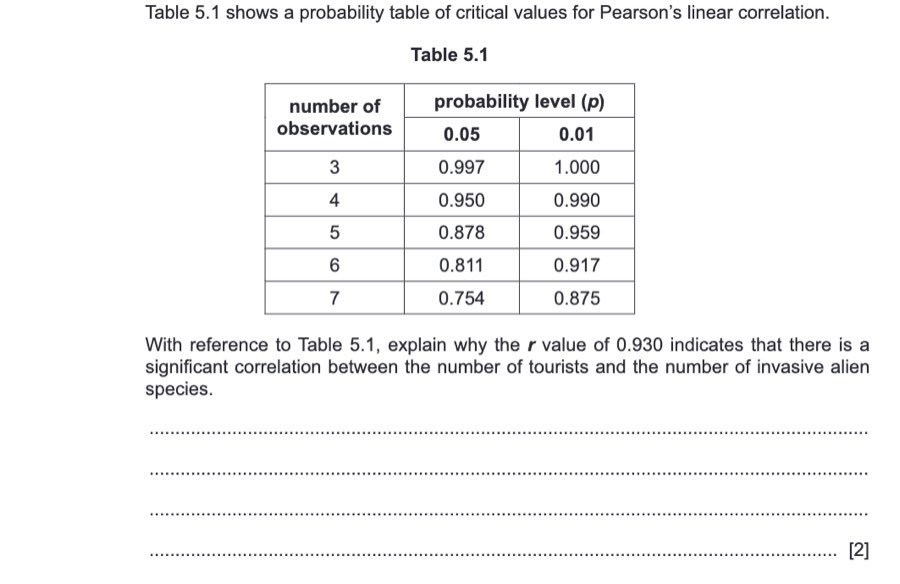 Table 5.1 shows a probability table of critical values for Pearson's linear correlation.
Table 5.1
number of observations probability level (p)
0.05 0.01
3 0.997 1.000
4 0.950 0.990
5 0.878 0.959
6 0.811 0.917
7 0.754 0.875
With reference to Table 5.1, explain why the r value of 0.930 indicates that there is a
significant correlation between the number of tourists and the number of invasive alien
species.
[2]